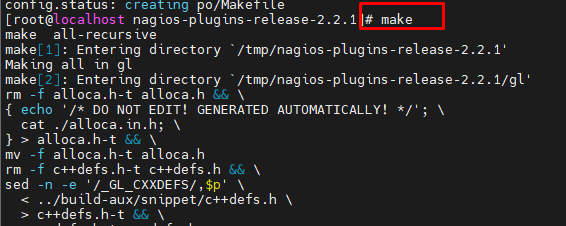 config.status: creating po/Makefile
[root@localhost nagios-plugins-release-2.2.1]# make
make  all-recursive
make[1]: Entering directory `/tmp/nagios-plugins-release-2.2.1'
Making all in gl
make[2]: Entering directory `/tmp/nagios-plugins-release-2.2.1/gl'
rm -f alloca.h-t alloca.h && \
{ echo '/* DO NOT EDIT! GENERATED AUTOMATICALLY! */'; \
  cat ./alloca.in.h; \
} > alloca.h-t && \
mv -f alloca.h-t alloca.h
rm -f c++defs.h-t c++defs.h && \
sed -n -e '/_GL_CXXDEFS/,$p' \
  < ../build-aux/snippet/c++defs.h \
  > c++defs.h-t && \